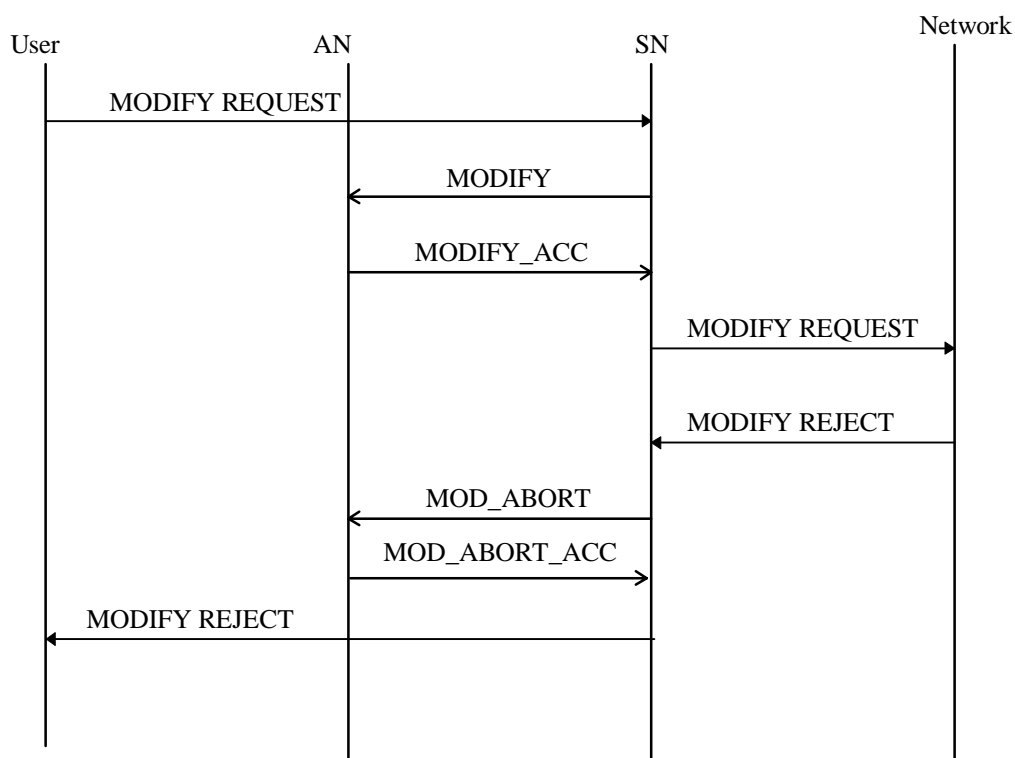 Network
User
AN
SN
MODIFY REQUEST
MODIFY
MODIFY_ACC
MODIFY REQUEST
MODIFY REJECT
MOD_ABORT
MOD_ABORT_ACC
MODIFY REJECT